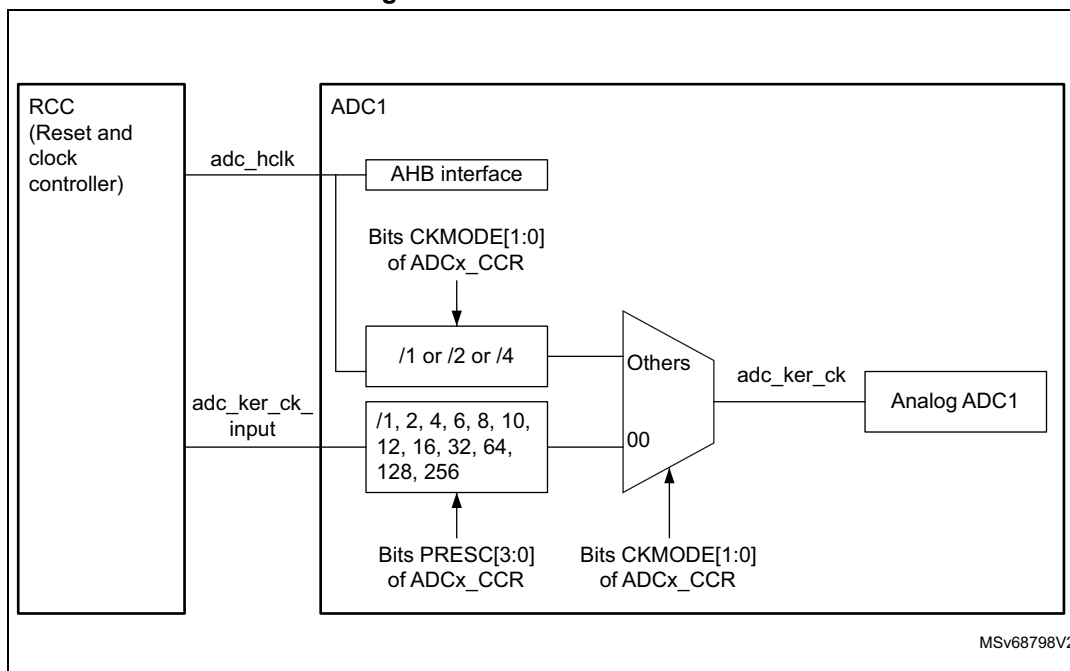 RCC
(Reset and
clock
controller)
adc_hclk
adc_ker_ck_
input
ADC1
AHB interface
Bits CKMODE[1:0]
of ADCx_CCR
/1 or /2 or /4
/1, 2, 4, 6, 8, 10,
12, 16, 32, 64,
128, 256
Bits PRESC[3:0]
of ADCx_CCR
Others
00
Bits CKMODE[1:0]
of ADCx_CCR
adc_ker_ck
Analog ADC1
MSv68798V2